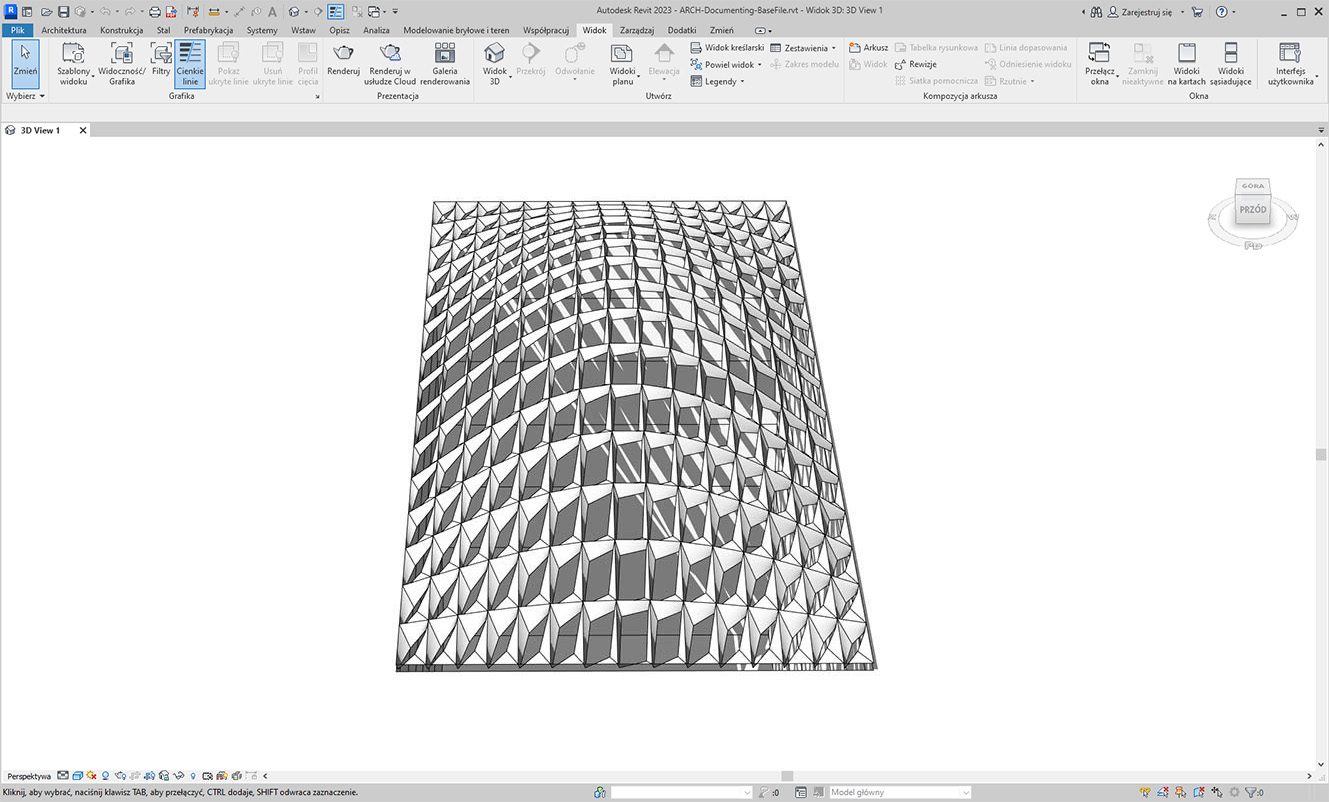 R
Autodesk Revit 2023 - ARCH-Documenting-BaseFile.rvt - Widok 3D: 3D View 1
Zarejestruj się
Plik Architektura Konstrukcja Stal Prefabrykacja Systemy Wstaw Opisz Analiza Modelowanie bryłowe i teren Współpracuj Widok Zarządzaj Dodatki Zmień
Zmień
Wybierz
Szablony widoku
Widoczność/ Grafika
Filtry
Cienkie linie
Pokaż ukryte linie
Usuń ukryte linie
Profil cięcia
Grafika
Renderuj
Renderuj w usłudze Cloud
Galeria renderowania
Prezentacja
Widok 3D
Przekrój
Odwołanie
Widoki planu
Elewacja
Widok kreślarski
Powiel widok
Legendy
Zestawienia
Zakres modelu
Utwórz
Arkusz
Widok
Tabelka rysunkowa
Rewizje
Siatka pomocnicza
Linia dopasowania
Odniesienie widoku
Rzutnie
Kompozycja arkusza
Przełącz okna
Zamknij nieaktywne
Widoki na kartach
Widoki sąsiadujące
Okna
Interfejs użytkownika
3D View 1
GÓRA
PRZÓD
Perspektywa
Kliknij, aby wybrać, naciśnij klawisz TAB, aby przełączyć, CTRL dodaje, SHIFT odwraca zaznaczenie.
:0
Model główny
:0